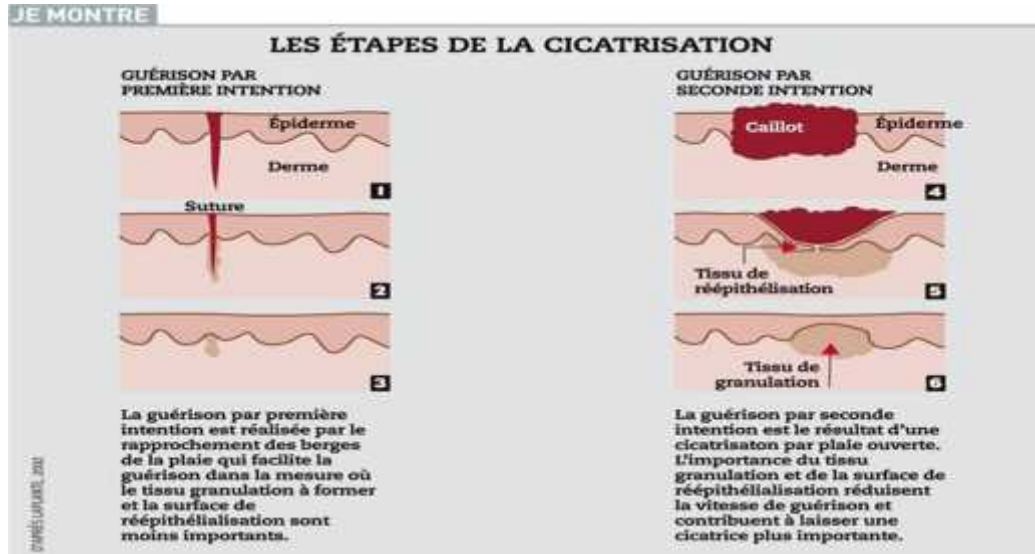 JE MONTRE
LES ÉTAPES DE LA CICATRISATION
GUÉRISON PAR
PREMIÈRE INTENTION
Épiderme
Derme
1
Suture
2
3
La guérison par première
intention est réalisée par le
rapprochement des berges
de la plaie qui facilite la
guérison dans la mesure où
le tissu granulation à former
et la surface de
réépithélialisation sont
moins importants.
GUÉRISON PAR
SECONDE INTENTION
Caillot
Épiderme
Derme
4
Tissu de
réépithélisation
5
Tissu de
granulation
6
La guérison par seconde
intention est le résultat d'une
cicatrisaton par plaie ouverte.
L'importance du tissu
granulation et de la surface de
réépithélialisation réduisent
la vitesse de guérison et
contribuent à laisser une
cicatrice plus importante.
D'APRÈS LAPLANTE, 2002